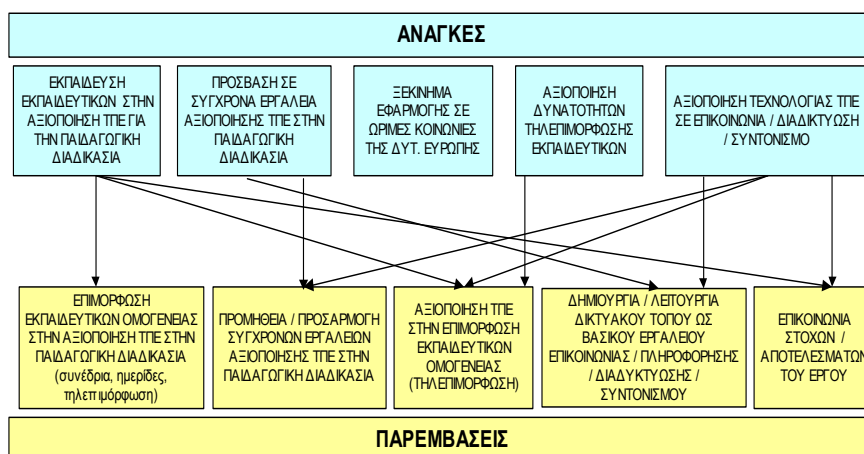 ΑΝΑΓΚΕΣ
ΕΚΠΑΙΔΕΥΣΗ
ΕΚΠΑΙΔΕΥΤΙΚΩΝ ΣΤΗΝ
ΑΞΙΟΠΟΙΗΣΗ ΤΠΕ ΓΙΑ
ΤΗΝ ΠΑΙΔΑΓΩΓΙΚΗ
ΔΙΑΔΙΚΑΣΙΑ
ΠΡΟΣΒΑΣΗ ΣΕ
ΣΥΓΧΡΟΝΑ ΕΡΓΑΛΕΙΑ
ΑΞΙΟΠΟΙΗΣΗΣ ΤΠΕ ΣΤΗΝ
ΠΑΙΔΑΓΩΓΙΚΗ
ΔΙΑΔΙΚΑΣΙΑ
ΞΕΚΙΝΗΜΑ
ΕΦΑΡΜΟΓΗΣ ΣΕ
ΩΡΙΜΕΣ ΚΟΙΝΩΝΙΕΣ
ΤΗΣ ΔΥΤ. ΕΥΡΩΠΗΣ
ΑΞΙΟΠΟΙΗΣΗ
ΔΥΝΑΤΟΤΗΤΩΝ
ΤΗΛΕΠΙΜΟΡΦΩΣΗΣ
ΕΚΠΑΙΔΕΥΤΙΚΩΝ
ΑΞΙΟΠΟΙΗΣΗ ΤΕΧΝΟΛΟΓΙΑΣ ΤΠΕ
ΣΕ ΕΠΙΚΟΙΝΩΝΙΑ / ΔΙΑΔΙΚΤΥΩΣΗ
/ ΣΥΝΤΟΝΙΣΜΟ
ΕΠΙΜΟΡΦΩΣΗ
ΕΚΠΑΙΔΕΥΤΙΚΩΝ ΟΜΟΓΕΝΕΙΑΣ
ΣΤΗΝ ΑΞΙΟΠΟΙΗΣΗ ΤΠΕ ΣΤΗΝ
ΠΑΙΔΑΓΩΓΙΚΗ ΔΙΑΔΙΚΑΣΙΑ
(συνέδρια, ημερίδες,
τηλεπιμόρφωση)
ΠΡΟΜΗΘΕΙΑ / ΠΡΟΣΑΡΜΟΓΗ
ΣΥΓΧΡΟΝΩΝ ΕΡΓΑΛΕΙΩΝ
ΑΞΙΟΠΟΙΗΣΗΣ ΤΠΕ ΣΤΗΝ
ΠΑΙΔΑΓΩΓΙΚΗ ΔΙΑΔΙΚΑΣΙΑ
ΑΞΙΟΠΟΙΗΣΗ ΤΠΕ
ΣΤΗΝ ΕΠΙΜΟΡΦΩΣΗ
ΕΚΠΑΙΔΕΥΤΙΚΩΝ
ΟΜΟΓΕΝΕΙΑΣ
(ΤΗΛΕΠΙΜΟΡΦΩΣΗ)
ΔΗΜΙΟΥΡΓΙΑ / ΛΕΙΤΟΥΡΓΙΑ
ΔΙΚΤΥΑΚΟΥ ΤΟΠΟΥ ΩΣ
ΒΑΣΙΚΟΥ ΕΡΓΑΛΕΙΟΥ
ΕΠΙΚΟΙΝΩΝΙΑΣ / ΠΛΗΡΟΦΟΡΗΣΗΣ
/ ΔΙΑΔΥΚΤΥΩΣΗΣ /
ΣΥΝΤΟΝΙΣΜΟΥ
ΕΠΙΚΟΙΝΩΝΙΑ
ΣΤΟΧΩΝ /
ΑΠΟΤΕΛΕΣΜΑΤΩΝ
ΤΟΥ ΕΡΓΟΥ
ΠΑΡΕΜΒΑΣΕΙΣ